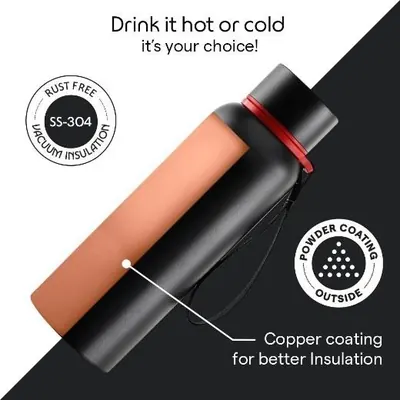 Drink it hot or cold
it's your choice!
RUST FREE
SS-304
VACUUM INSULATION
POWDER COATING
OUTSIDE
Copper coating
for better Insulation